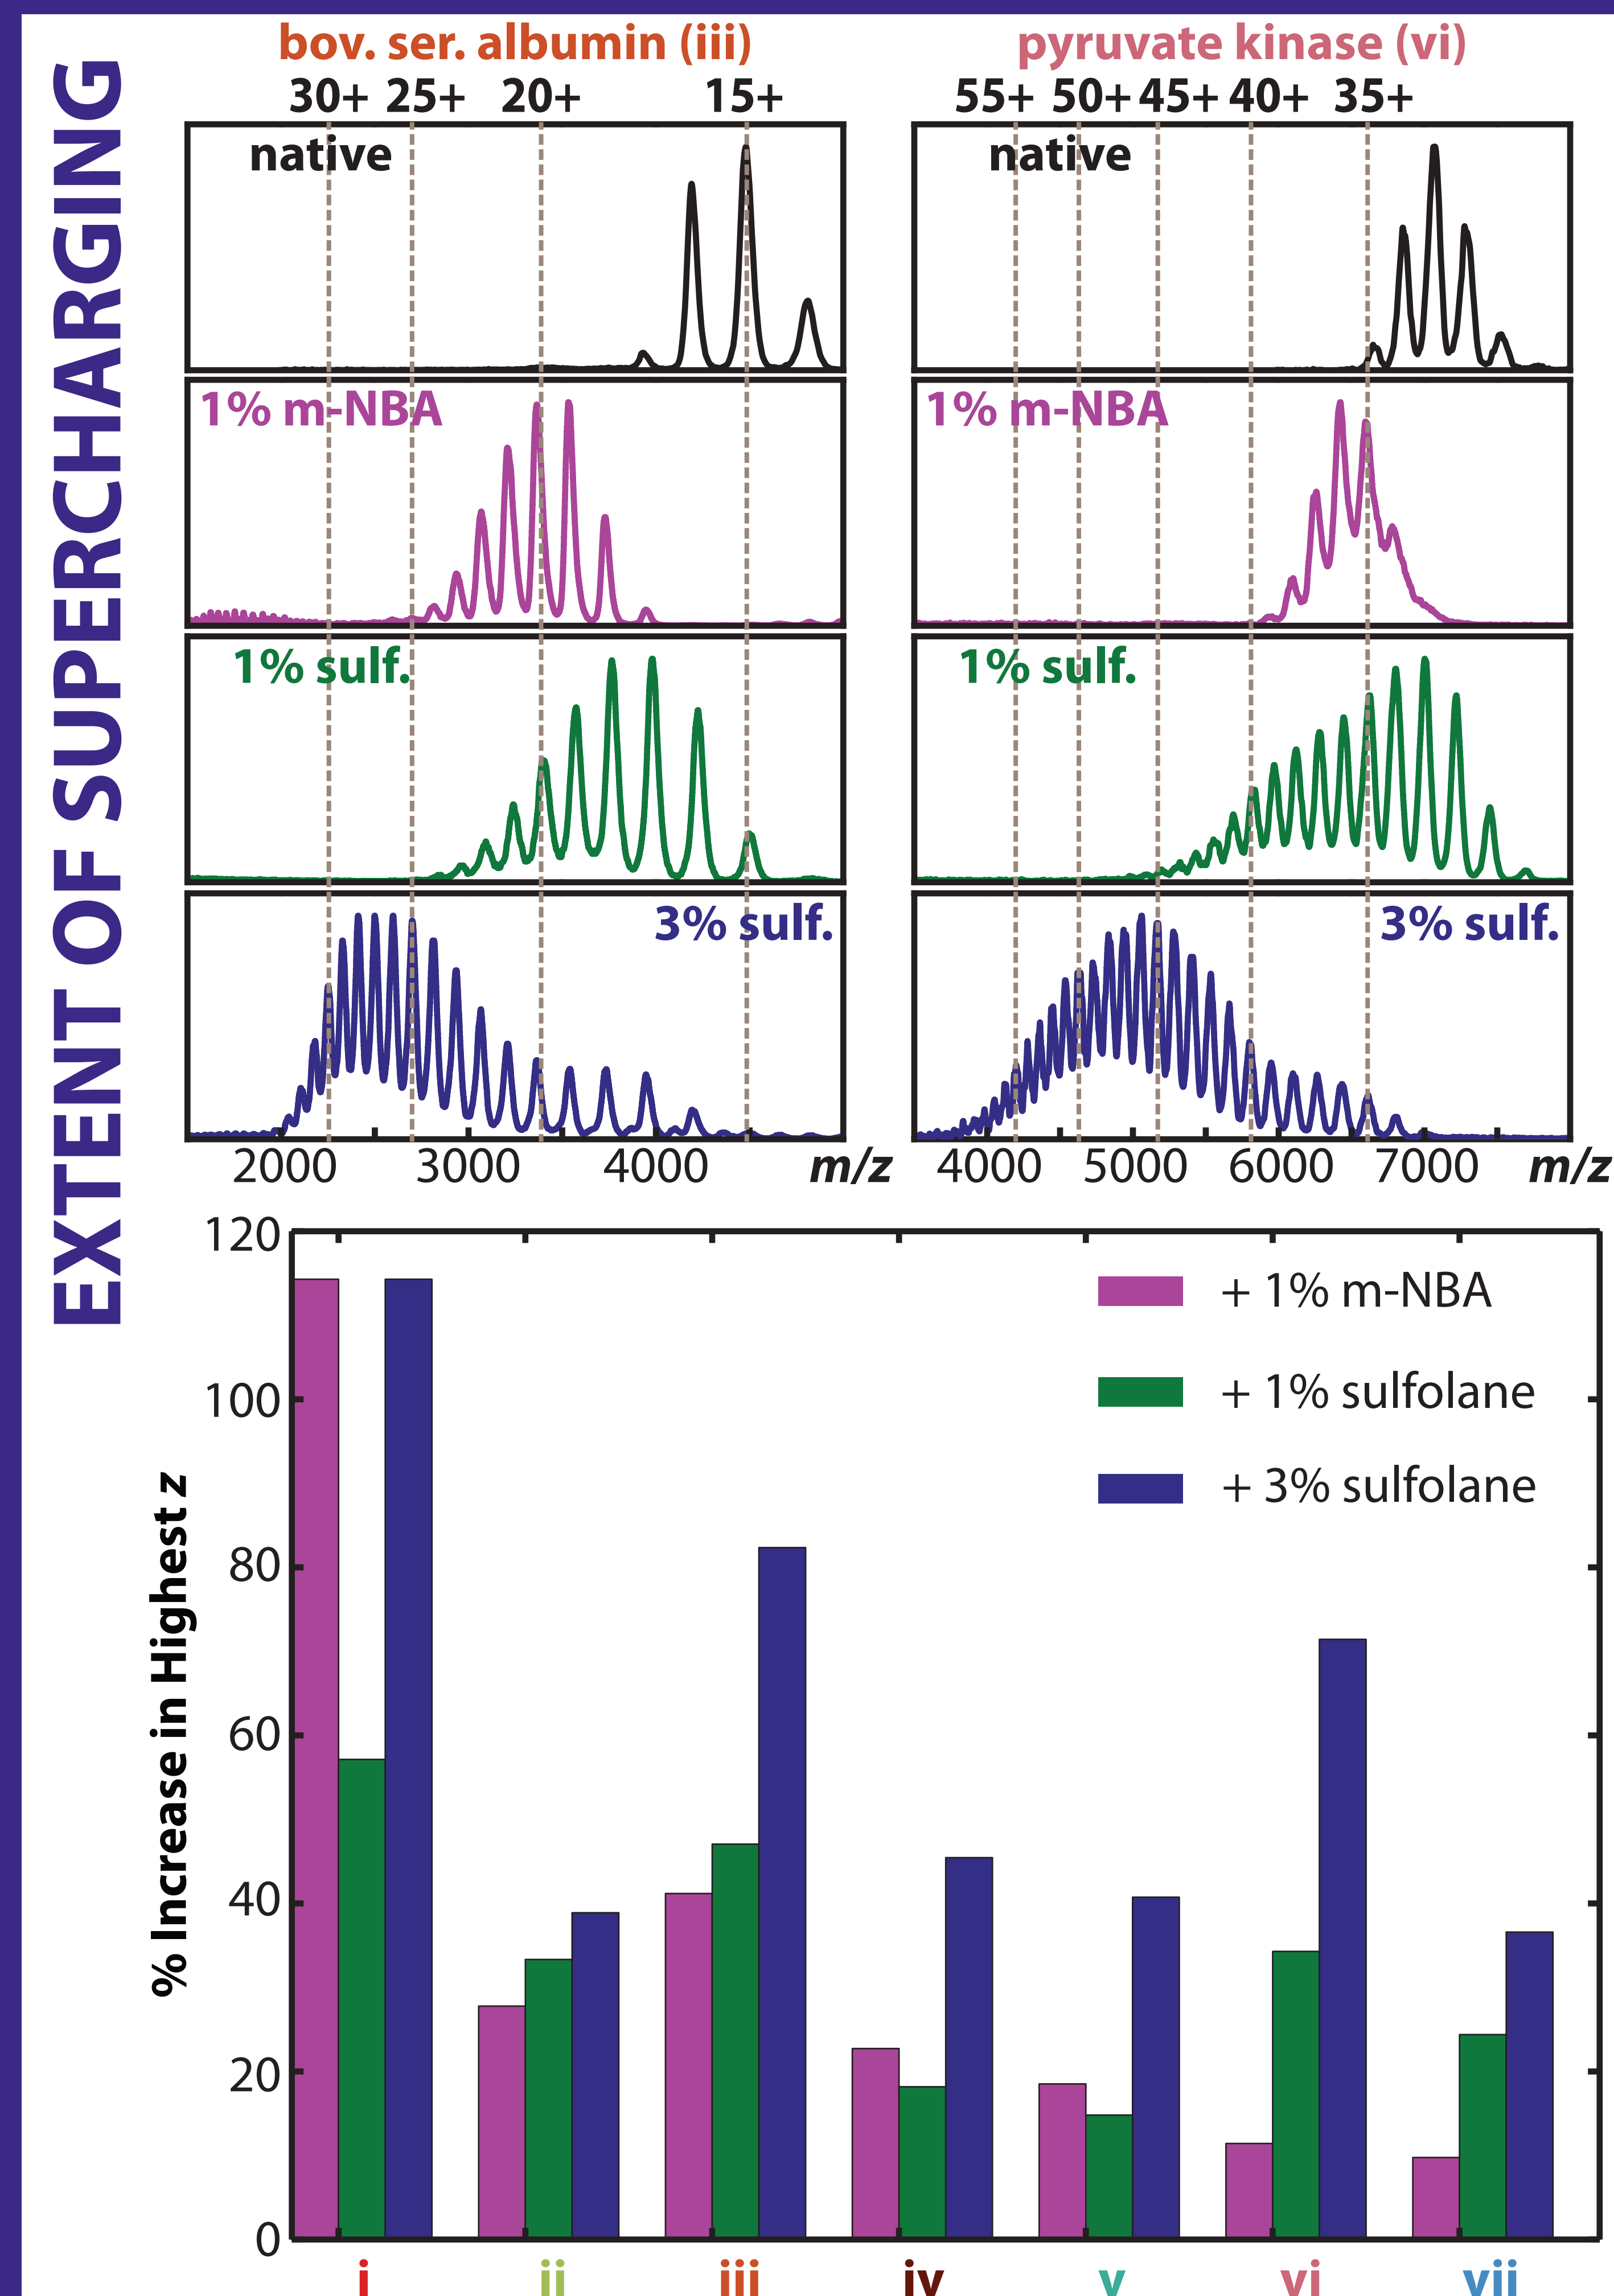 EXTENT OF SUPERCHARGING
bov. ser. albumin (iii)
30+ 25+ 20+ 15+
native
1% m-NBA
1% sulf.
3% sulf.
2000 3000 4000 m/z
pyruvate kinase (vi)
55+ 50+ 45+ 40+ 35+
native
1% m-NBA
1% sulf.
3% sulf.
4000 5000 6000 7000 m/z
% Increase in Highest z
120
100
80
60
40
20
0
+ 1% m-NBA
+ 1% sulfolane
+ 3% sulfolane
i ii iii iv v vi vii